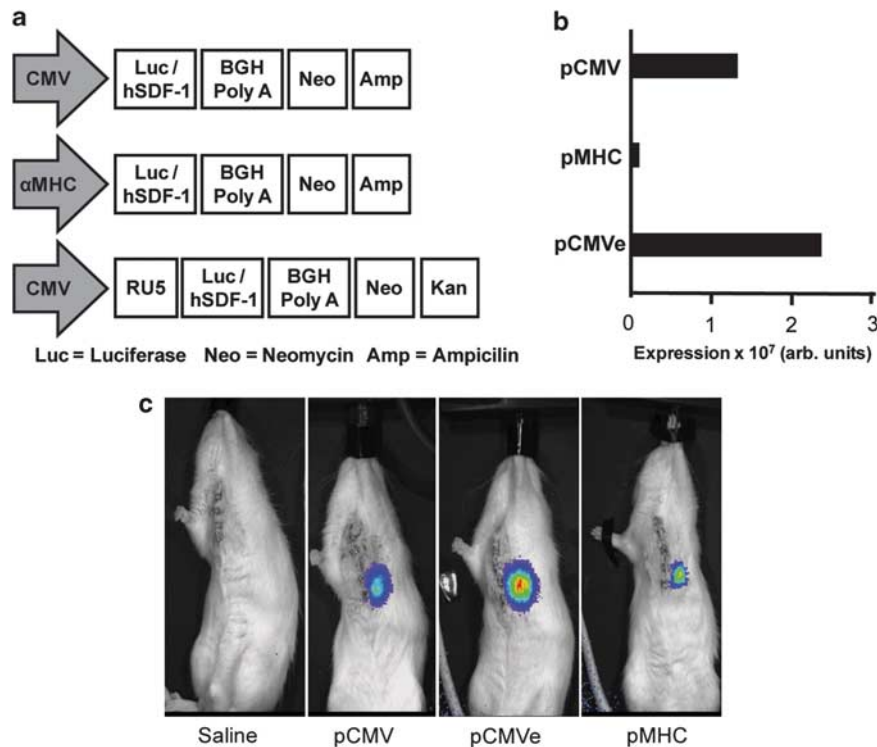 a
CMV
Luc /
hSDF-1
BGH
Poly A
Neo
Amp
αMHC
Luc /
hSDF-1
BGH
Poly A
Neo
Amp
CMV
RU5
Luc /
hSDF-1
BGH
Poly A
Neo
Kan
Luc = Luciferase Neo = Neomycin Amp = Ampicilin
b
pCMV
pMHC
pCMVe
0 1 2 3
Expression x 10⁷ (arb. units)
c
Saline pCMV pCMVe pMHC